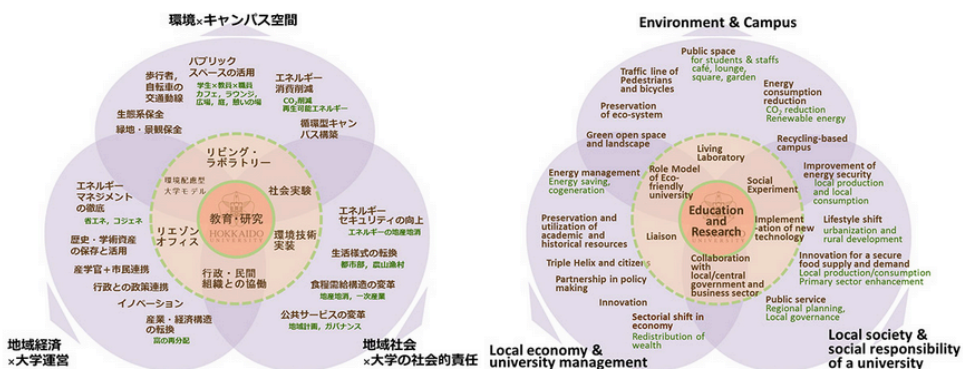 環境×キャンパス空間
パブリック
スペースの活用
学生×教員×職員
カフェ,ラウンジ,
広場,庭,憩いの場
歩行者,
自転車の
交通動線
エネルギー
消費削減
CO₂削減
再生可能エネルギー
生態系保全
緑地・景観保全
循環型キャン
パス構築
リビング・
ラボラトリー
環境配慮型
大学モデル
社会実験
教育・研究
HOKKAIDO
UNIVERSITY
リエゾン
オフィス
環境技術
実装
行政・民間
組織との協働
エネルギー
マネジメントの
徹底
省エネ,コジェネ
歴史・学術資産
の保存と活用
産学官+市民連携
行政との政策連携
イノベーション
産業・経済構造
の転換
富の再分配
エネルギー
セキュリティの向上
エネルギーの地産地消
生活様式の転換
都市部,農山漁村
食糧需給構造の変革
地産地消,一次産業
公共サービスの変革
地域計画,ガバナンス
地域経済
×大学運営
地域社会
×大学の社会的責任
Environment & Campus
Public space
for students & staffs
café, lounge,
square, garden
Traffic line of
Pedestrians
and bicycles
Energy
consumption
reduction
CO₂ reduction
Renewable energy
Preservation
of eco-system
Green open space
and landscape
Recycling-based
campus
Living
Laboratory
Role Model
of Eco-
friendly
university
Social
Experiment
Education
and
Research
Liaison
Implement
-ation of new
technology
Collaboration
with
local/central
government and
business sector
Energy management
Energy saving,
cogeneration
Preservation and
utilization of
academic and
historical resources
Triple Helix and citizens
Partnership in policy
making
Innovation
Sectorial shift in
economy
Redistribution of
wealth
Improvement of
energy security
local production
and local
consumption
Lifestyle shift
urbanization and
rural development
Innovation for a secure
food supply and demand
Local production/consumption
Primary sector enhancement
Public service
Regional planning,
Local governance
Local economy &
university management
Local society &
social responsibility
of a university